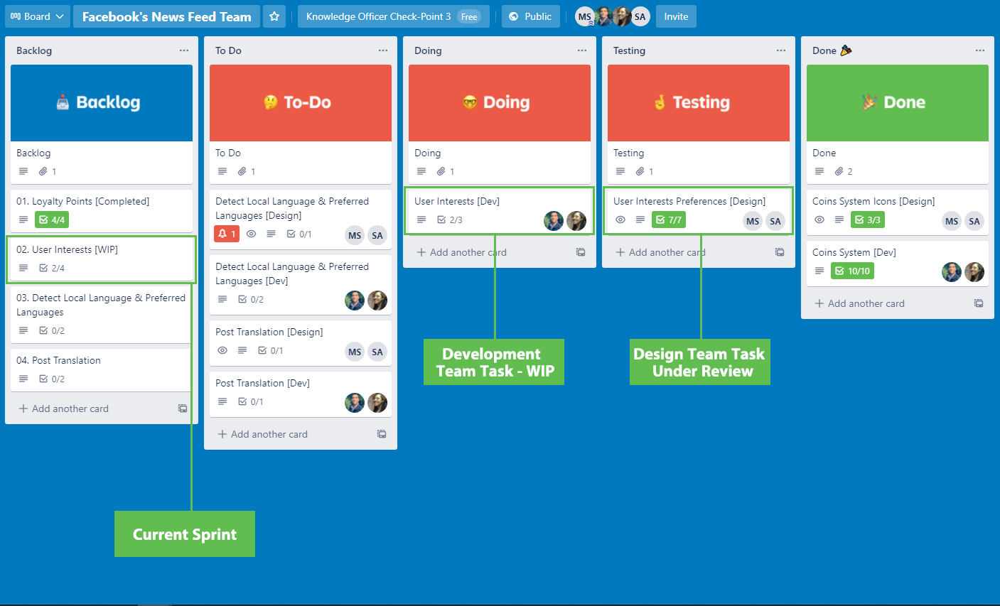 Board
Facebook's News Feed Team
Knowledge Officer Check-Point 3 Free
Public
MS
SA
Invite
Backlog
Backlog
Backlog
1
01. Loyalty Points [Completed]
4/4
02. User Interests [WIP]
2/4
03. Detect Local Language & Preferred
Languages
0/2
04. Post Translation
0/2
+ Add another card
To Do
To-Do
To Do
1
Detect Local Language & Preferred
Languages [Design]
1
0/1
MS SA
Detect Local Language & Preferred
Languages [Dev]
0/2
Post Translation [Design]
0/1
MS SA
Post Translation [Dev]
0/1
+ Add another card
Doing
Doing
Doing
1
User Interests [Dev]
2/3
+ Add another card
Testing
Testing
Testing
1
User Interests Preferences [Design]
7/7
MS SA
+ Add another card
Done
Done
Done
2
Coins System Icons [Design]
3/3
MS SA
Coins System [Dev]
10/10
+ Add another card
Development
Team Task - WIP
Design Team Task
Under Review
Current Sprint